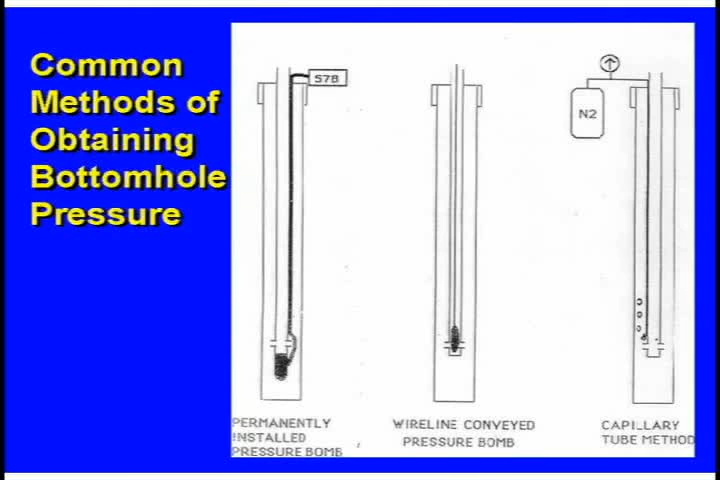 Common
Methods of
Obtaining
Bottomhole
Pressure
578
N2
PERMANENTLY
INSTALLED
PRESSURE BOMB
WIRELINE CONVEYED
PRESSURE BOMB
CAPILLARY
TUBE METHOD